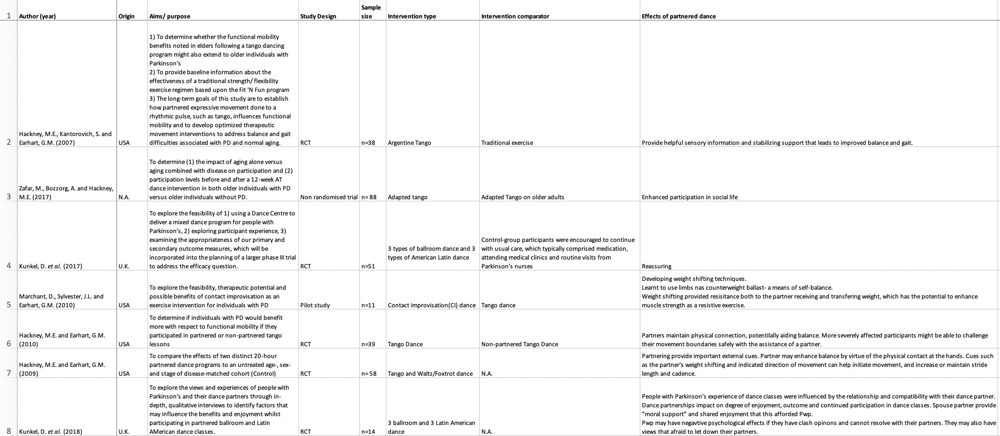 1 Author (year) Origin Aims/ purpose Study Design Sample size Intervention type Intervention comparator Effects of partnered dance
2 Hackney, M.E., Kantorovich, S. and
Earhart, G.M. (2007)
USA
1) To determine whether the functional mobility
benefits noted in elders following a tango dancing
program might also extend to older individuals with
Parkinson's
2) To provide baseline information about the
effectiveness of a traditional strength/ flexibility
exercise regimen based upon the Fit 'N Fun program
3) The long-term goals of this study are to establish
how partnered expressive movement done to a
rhythmic pulse, such as tango, influences functional
mobility and to develop optimized therapeutic
movement interventions to address balance and gait
difficulties associated with PD and normal aging.
RCT
n=38
Argentine Tango
Traditional exercise
Provide helpful sensory information and stabilizing support that leads to improved balance and gait.
3 Zafar, M., Bozzorg, A. and Hackney,
M.E. (2017)
N.A.
To determine (1) the impact of aging alone versus
aging combined with disease on participation and (2)
participation levels before and after a 12-week AT
dance intervention in both older individuals with PD
versus older individuals without PD.
Non randomised trial
n= 88
Adapted tango
Adapted Tango on older adults
Enhanced participation in social life
4 Kunkel, D. et al. (2017)
U.K.
To explore the feasibility of 1) using a Dance Centre to
deliver a mixed dance program for people with
Parkinson’s, 2) exploring participant experience, 3)
examining the appropriateness of our primary and
secondary outcome measures, which will be
incorporated into the planning of a larger phase III trial
to address the efficacy question.
RCT
n=51
3 types of ballroom dance and 3
types of American Latin dance
Control-group participants were encouraged to continue
with usual care, which typically comprised medication,
attending medical clinics and routine visits from
Parkinson’s nurses
Reassuring
5 Marchant, D., Sylvester, J.L. and
Earhart, G.M. (2010)
USA
To explore the feasibility, therapeutic potential and
possible benefits of contact improvisation as an
exercise intervention for individuals with PD
Pilot study
n=11
Contact improvisation(CI) dance
Tango dance
Developing weight shifting techniques.
Learnt to use limbs nas counterweight ballast- a means of self-balance.
Weight shifting provided resisitance both to the partner receiving and transfering weight, which has the potential to enhance
muscle strength as a resistive exercise.
6 Hackney, M.E. and Earhart, G.M.
(2010)
USA
To determine if individuals with PD would benefit
more with respect to functional mobility if they
participated in partnered or non-partnered tango
lessons
RCT
n=39
Tango Dance
Non-partnered Tango Dance
Partners maintain physical connection, potentilally aiding balance. More severely affected participants might be able to challenge
their movement boundaries safely with the assistance of a partner.
7 Hackney, M.E. and Earhart, G.M.
(2009)
USA
To compare the effects of two distinct 20-hour
partnered dance programs to an untreated age-, sex-
and stage of disease-matched cohort (Control)
RCT
n= 58
Tango and Waltz/Foxtrot dance
N.A.
Partnering provide important external cues. Partner may enhance balance by virtue of the physical contact at the hands. Cues such
as the partner's weight shifting and indicated direction of movement can help initiate movement, and increase or maintain stride
length and cadence.
8 Kunkel, D. et al. (2018)
U.K.
To explore the views and experiences of people with
Parkinson's and their dance partners through in-
depth, qualitative interviews to identify factors that
may influence the benefits and enjoyment whilst
participating in partnered ballroom and Latin
AMerican dance classes.
RCT
n=14
3 ballroom and 3 Latin American
dance
N.A.
People with Parkinson's experience of dance classes were influenced by the relationship and compatibility with their dance partner.
Dance partnerships impact on degree of enjoyment, outcome and continued participation in dance classes. Spouse partner provide
“moral support” and shared enjoyment that this afforded Pwp.
Pwp may have negavtive psychological effects if they have clash opinons and cannot resolve with their partners. They may also have
views that afraid to let down their partners.